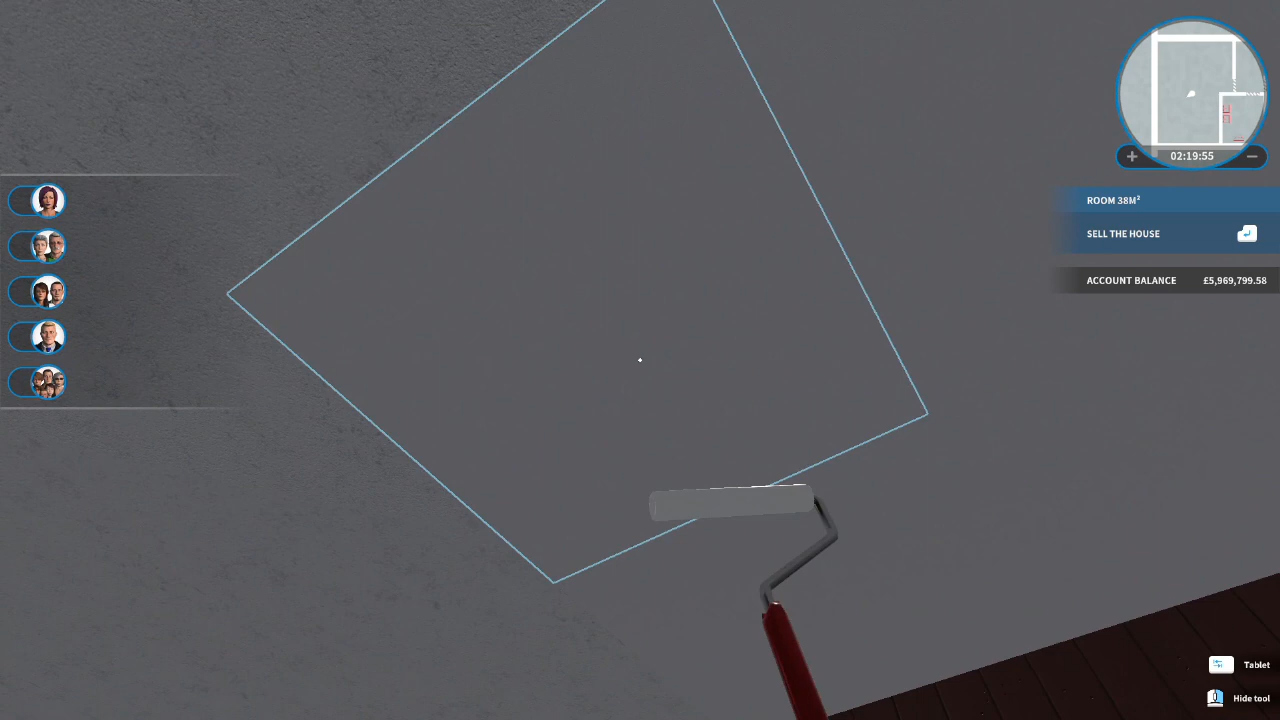 02:19:55
ROOM 38M²
SELL THE HOUSE
ACCOUNT BALANCE £5,969,799.58
Tablet
Hide tool